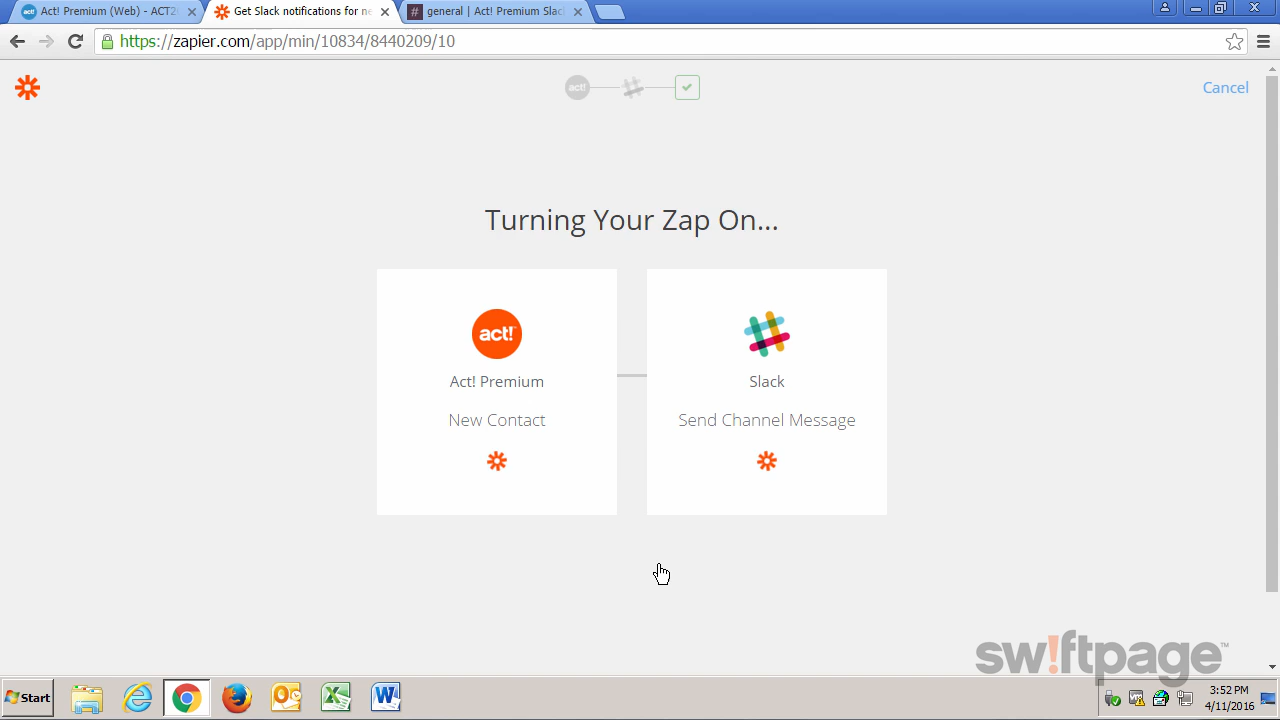 Act! Premium (Web) - ACT2
Get Slack notifications for ne
general | Act! Premium Slac
https://zapier.com/app/min/10834/8440209/10
act!
Cancel
Turning Your Zap On...
act!
Act! Premium
Slack
New Contact
Send Channel Message
sw!ftpage™
Start
3:52 PM
4/11/2016